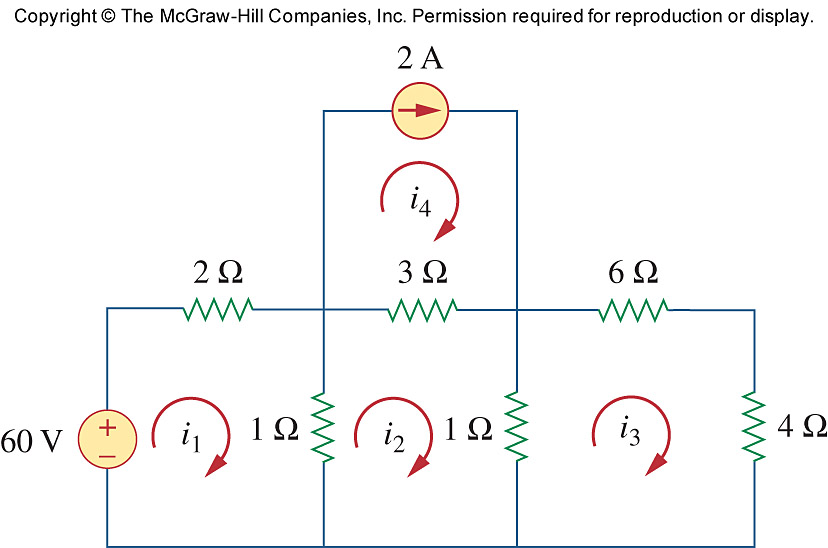 Copyright © The McGraw-Hill Companies, Inc. Permission required for reproduction or display.
2 A
i4
2 Ω
3 Ω
6 Ω
60 V
+
−
i1
1 Ω
i2
1 Ω
i3
4 Ω